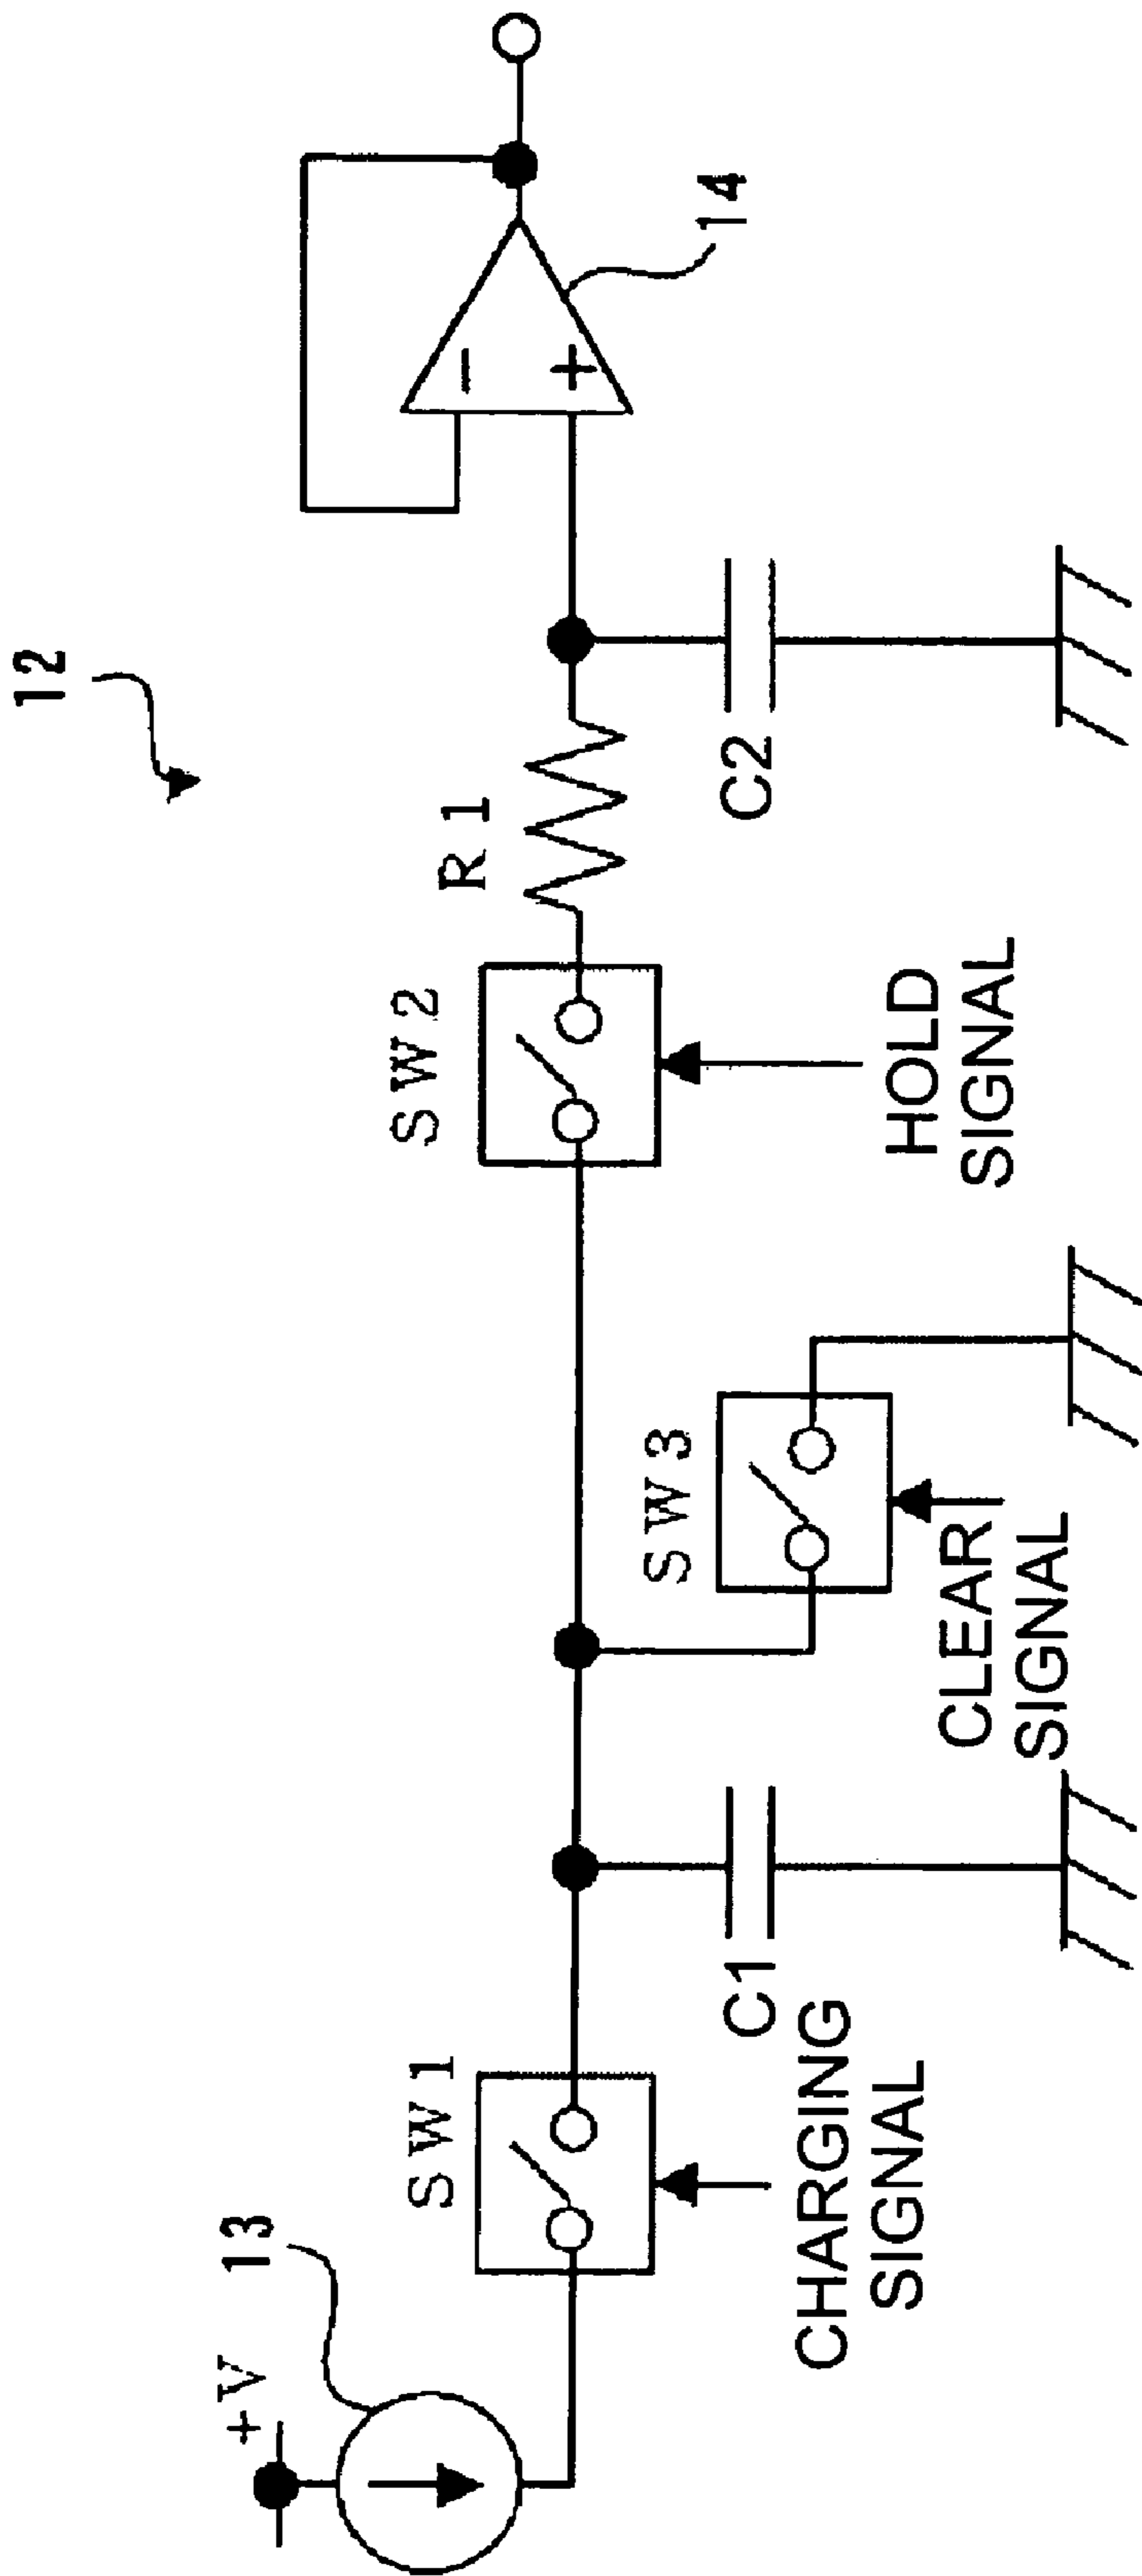 12
+V
13
SW1
CHARGING
SIGNAL
C1
SW3
CLEAR
SIGNAL
SW2
HOLD
SIGNAL
R1
C2
−
+
14